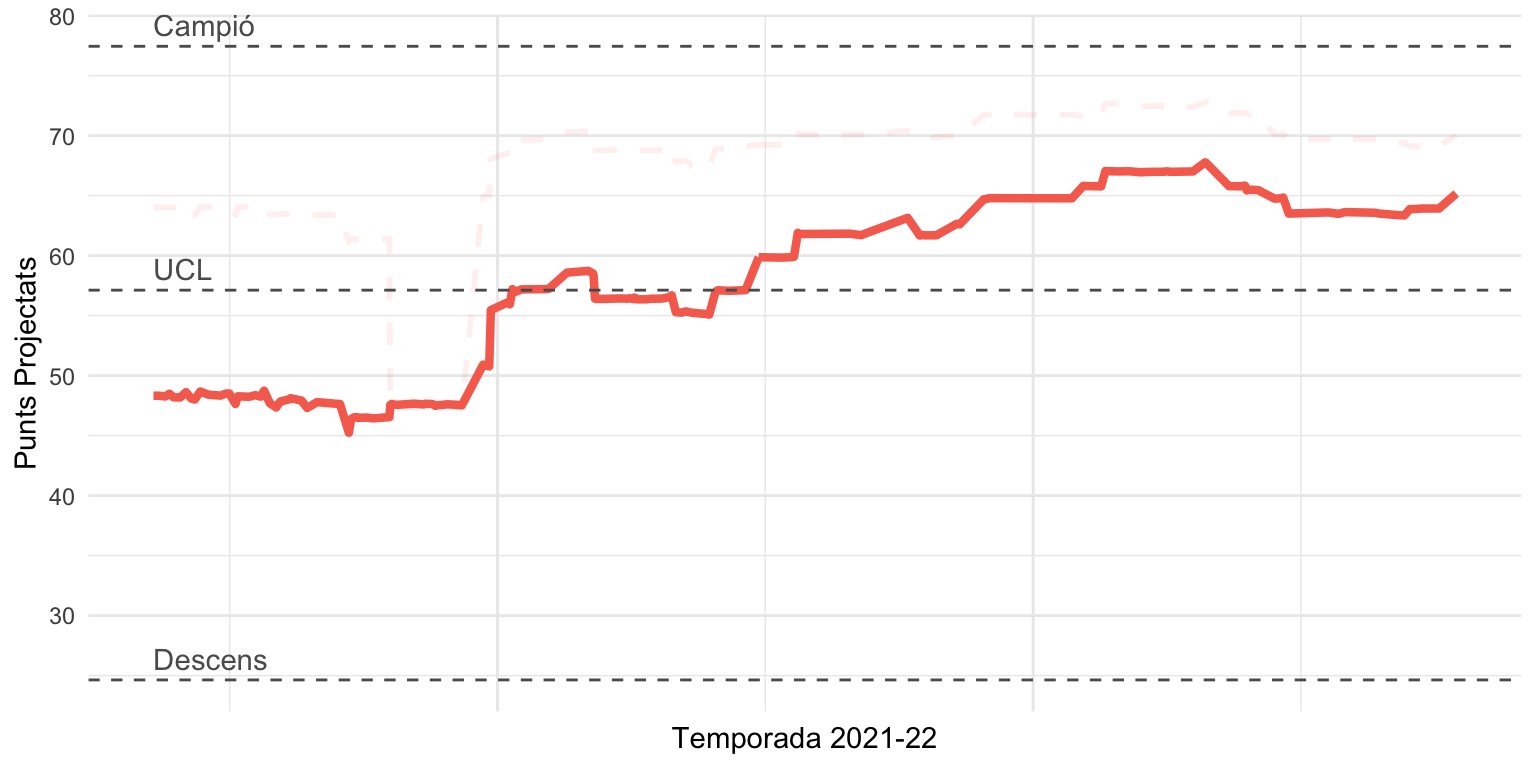 80
Campió
70
60
UCL
50
40
30
Descens
Punts Projectats
Temporada 2021-22